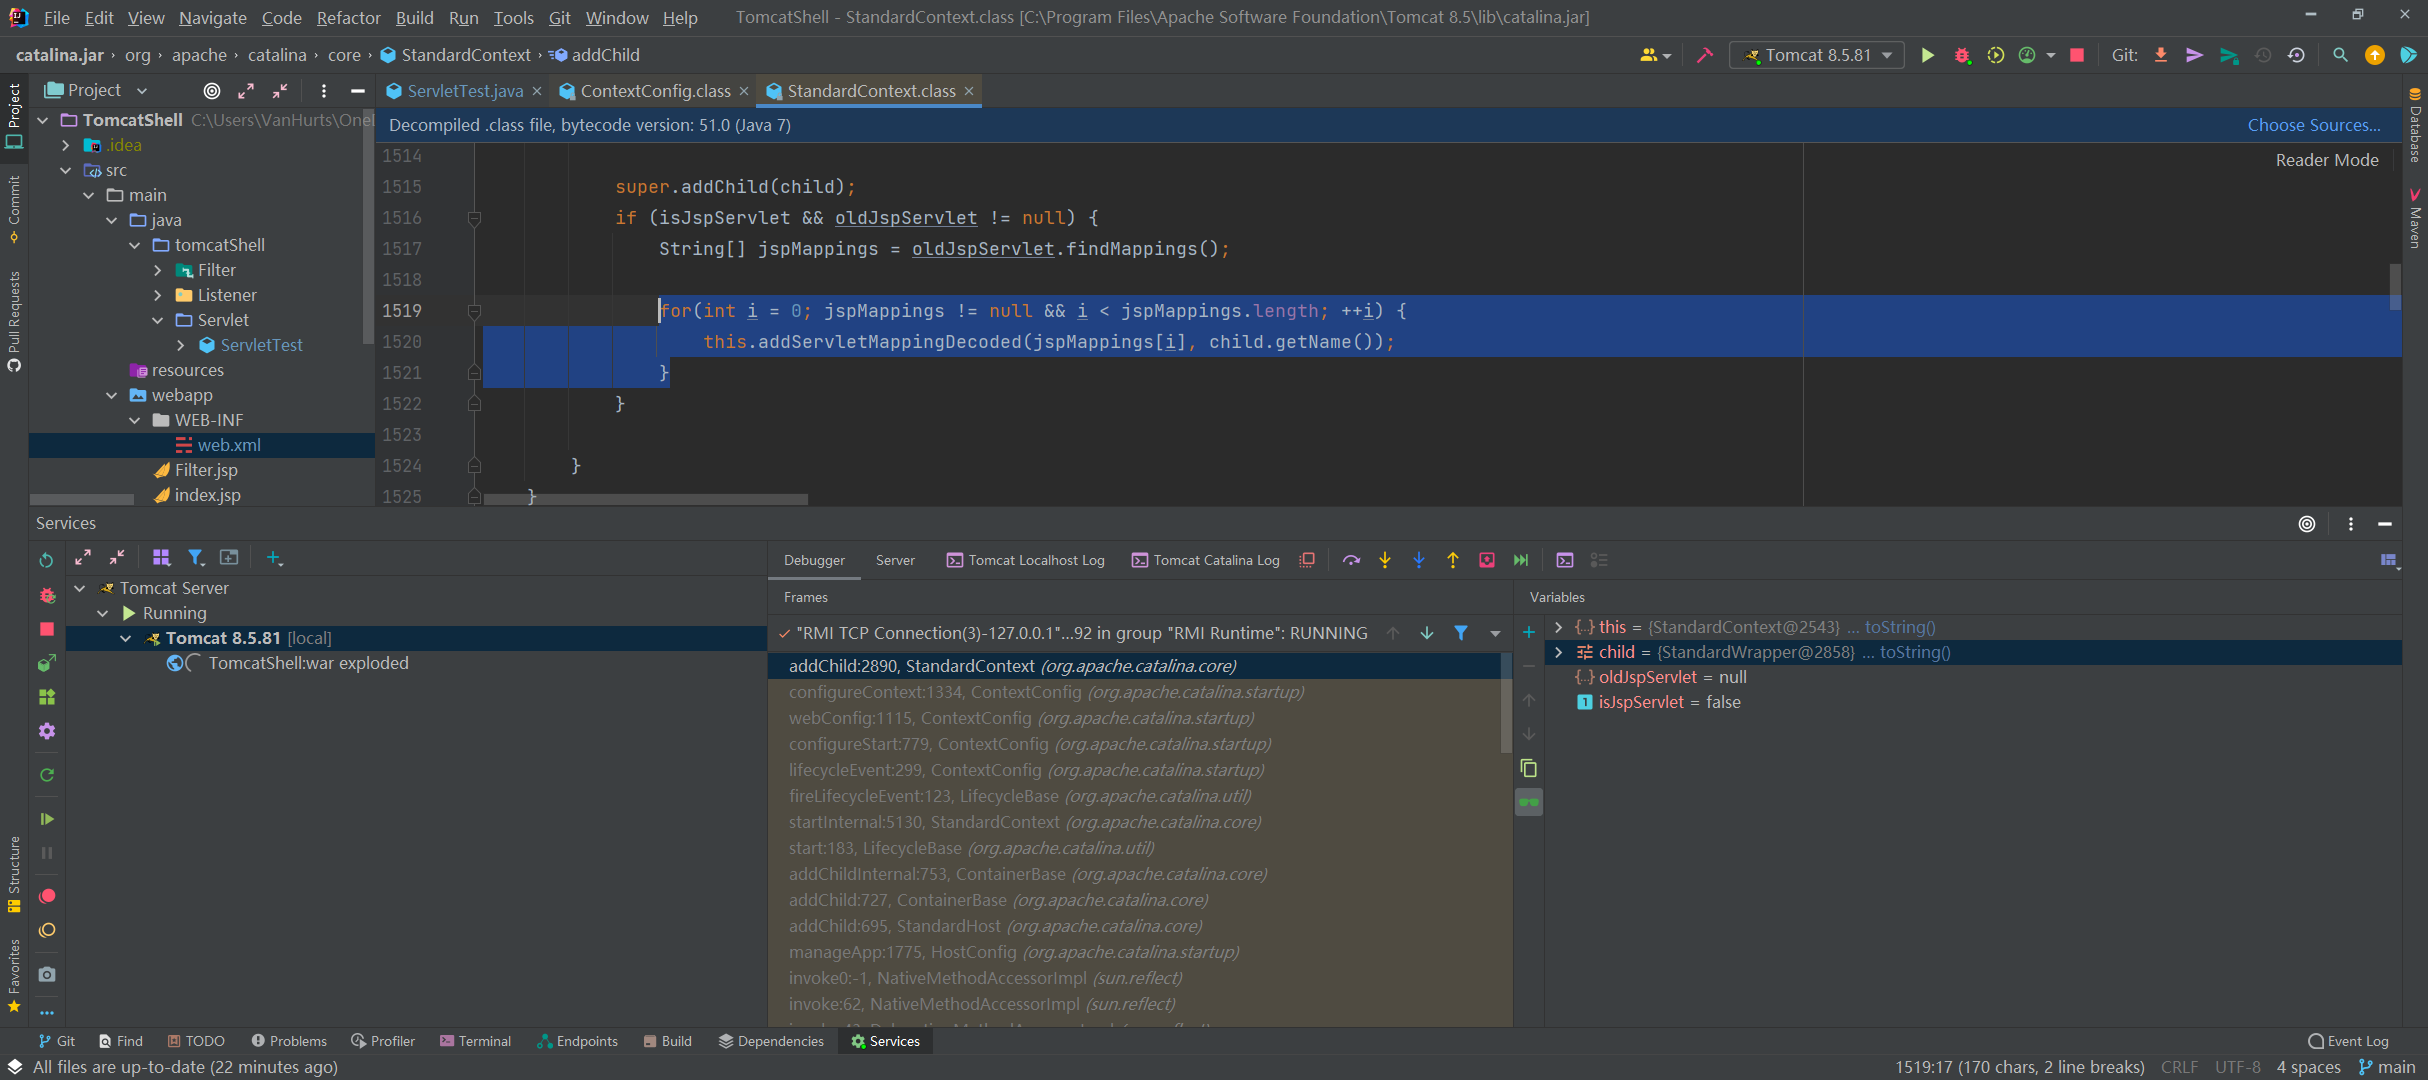 File Edit View Navigate Code Refactor Build Run Tools Git Window Help TomcatShell - StandardContext.class [C:\Program Files\Apache Software Foundation\Tomcat 8.5\lib\catalina.jar]
catalina.jar › org › apache › catalina › core › StandardContext › addChild Tomcat 8.5.81 Git:
Project
ServletTest.java ContextConfig.class StandardContext.class
TomcatShell C:\Users\VanHurts\One
.idea
src
main
java
tomcatShell
Filter
Listener
Servlet
ServletTest
resources
webapp
WEB-INF
web.xml
Filter.jsp
index.jsp
Decompiled .class file, bytecode version: 51.0 (Java 7) Choose Sources...
Reader Mode
1514
1515 super.addChild(child);
1516 if (isJspServlet && oldJspServlet != null) {
1517 String[] jspMappings = oldJspServlet.findMappings();
1518
1519 for(int i = 0; jspMappings != null && i < jspMappings.length; ++i) {
1520 this.addServletMappingDecoded(jspMappings[i], child.getName());
1521 }
1522 }
1523
1524 }
1525 }
Project
Commit
Pull Requests
Structure
Favorites
Database
Maven
Services
Tomcat Server
Running
Tomcat 8.5.81 [local]
TomcatShell:war exploded
Debugger Server Tomcat Localhost Log Tomcat Catalina Log
Frames
"RMI TCP Connection(3)-127.0.0.1"...92 in group "RMI Runtime": RUNNING
addChild:2890, StandardContext (org.apache.catalina.core)
configureContext:1334, ContextConfig (org.apache.catalina.startup)
webConfig:1115, ContextConfig (org.apache.catalina.startup)
configureStart:779, ContextConfig (org.apache.catalina.startup)
lifecycleEvent:299, ContextConfig (org.apache.catalina.startup)
fireLifecycleEvent:123, LifecycleBase (org.apache.catalina.util)
startInternal:5130, StandardContext (org.apache.catalina.core)
start:183, LifecycleBase (org.apache.catalina.util)
addChildInternal:753, ContainerBase (org.apache.catalina.core)
addChild:727, ContainerBase (org.apache.catalina.core)
addChild:695, StandardHost (org.apache.catalina.core)
manageApp:1775, HostConfig (org.apache.catalina.startup)
invoke0:-1, NativeMethodAccessorImpl (sun.reflect)
invoke:62, NativeMethodAccessorImpl (sun.reflect)
Variables
this = {StandardContext@2543} ... toString()
child = {StandardWrapper@2858} ... toString()
oldJspServlet = null
isJspServlet = false
Git Find TODO Problems Profiler Terminal Endpoints Build Dependencies Services Event Log
All files are up-to-date (22 minutes ago) 1519:17 (170 chars, 2 line breaks) CRLF UTF-8 4 spaces main